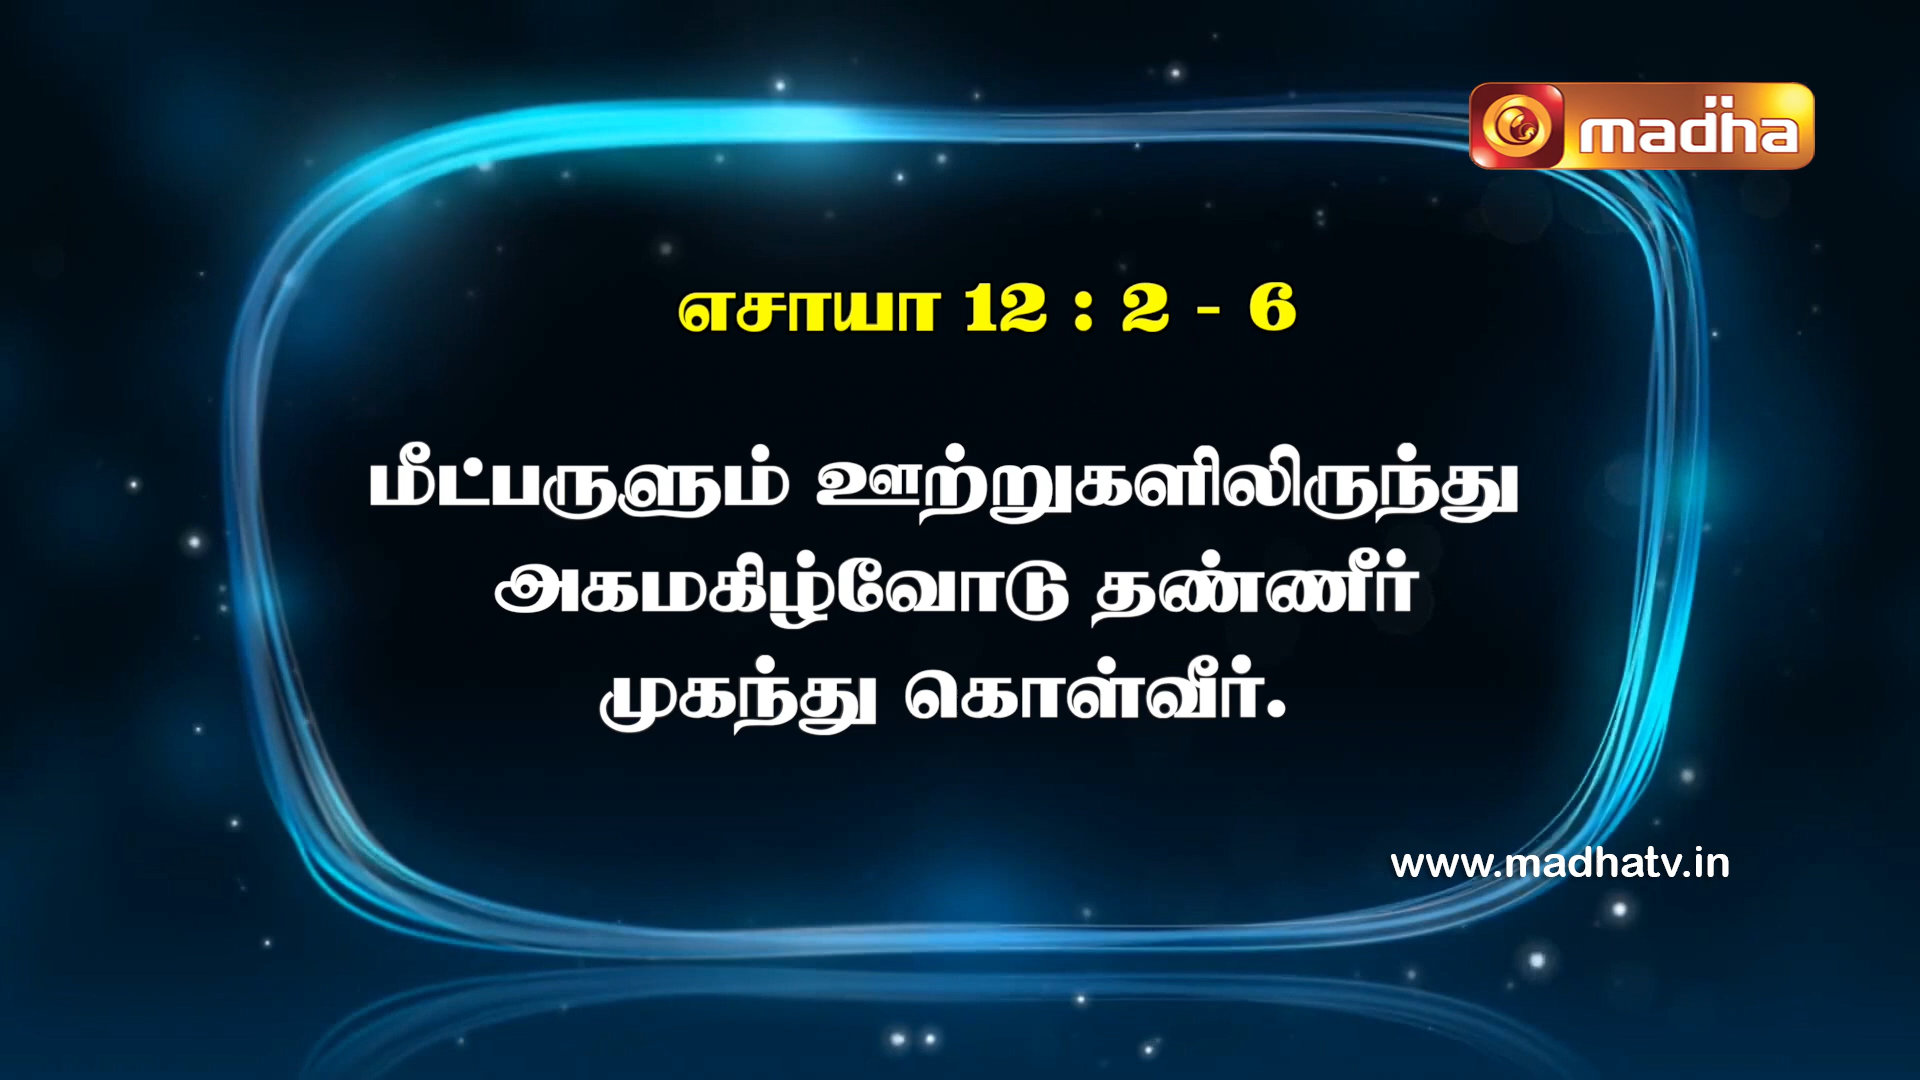 madha
எசாயா 12 : 2 - 6
மீட்பருளும் ஊற்றுகளிலிருந்து
அகமகிழ்வோடு தண்ணீர்
முகந்து கொள்வீர்.
www.madhatv.in